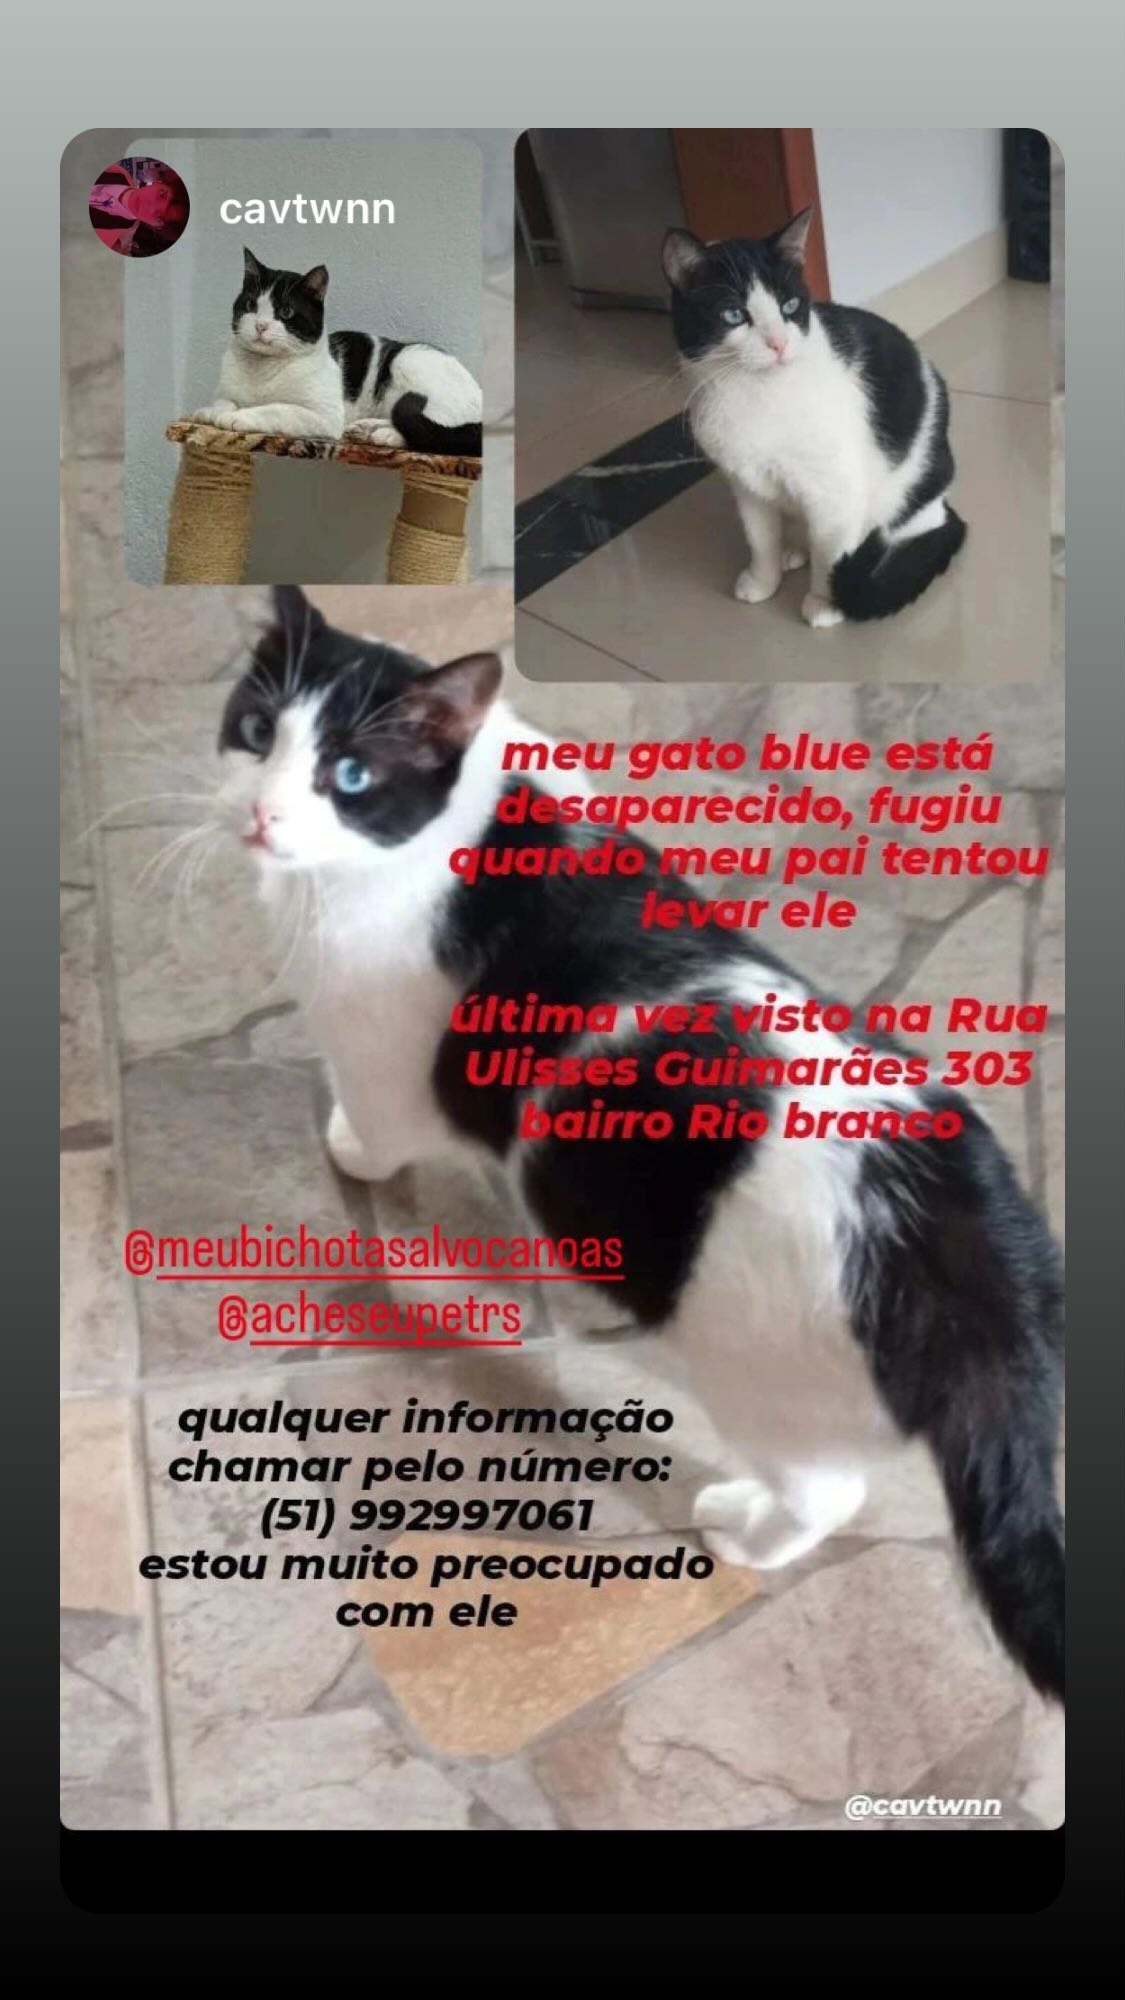 cavtwnn
meu gato blue está
desaparecido, fugiu
quando meu pai tentou
levar ele
última vez visto na Rua
Ulisses Guimarães 303
bairro Rio branco
@meubichotasalvocanoas
@acheseupetrs
qualquer informação
chamar pelo número:
(51) 992997061
estou muito preocupado
com ele
@cavtwnn